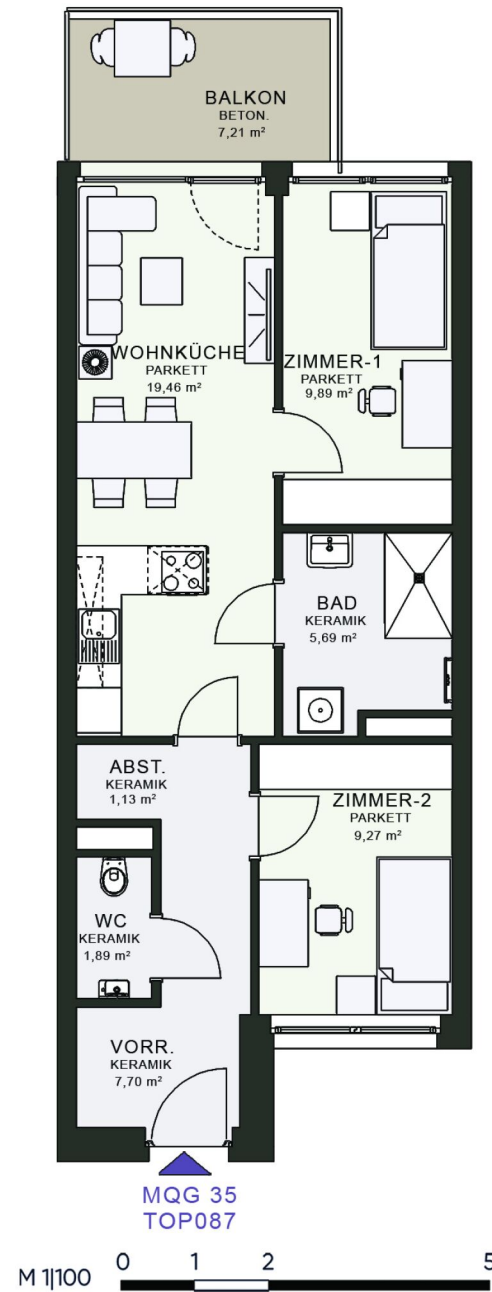 BALKON
BETON.
7,21 m²
WOHNKÜCHE
PARKETT
19,46 m²
ZIMMER-1
PARKETT
9,89 m²
BAD
KERAMIK
5,69 m²
ABST.
KERAMIK
1,13 m²
ZIMMER-2
PARKETT
9,27 m²
WC
KERAMIK
1,89 m²
VORR.
KERAMIK
7,70 m²
MQG 35
TOP087
M 1|100 0 1 2 5